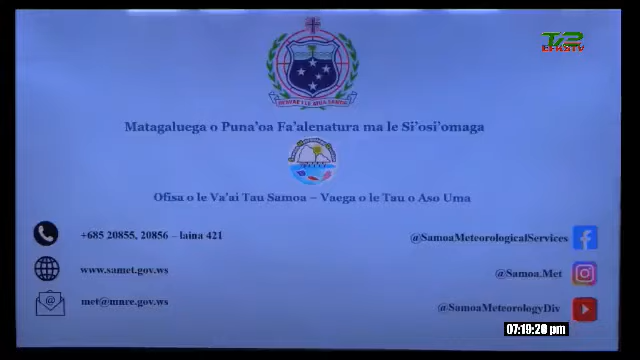 TV2
EFKSTV
FAAVAE I LE ATUA SAMOA
Matagaluega o Puna'oa Fa'alenatura ma le Si'osi'omaga
Ofisa o le Va'ai Tau Samoa – Vaega o le Tau o Aso Uma
+685 20855, 20856 – laina 421
@SamoaMeteorologicalServices
www.samet.gov.ws
@Samoa.Met
met@mnre.gov.ws
@SamoaMeteorologyDiv
07:19:20 pm